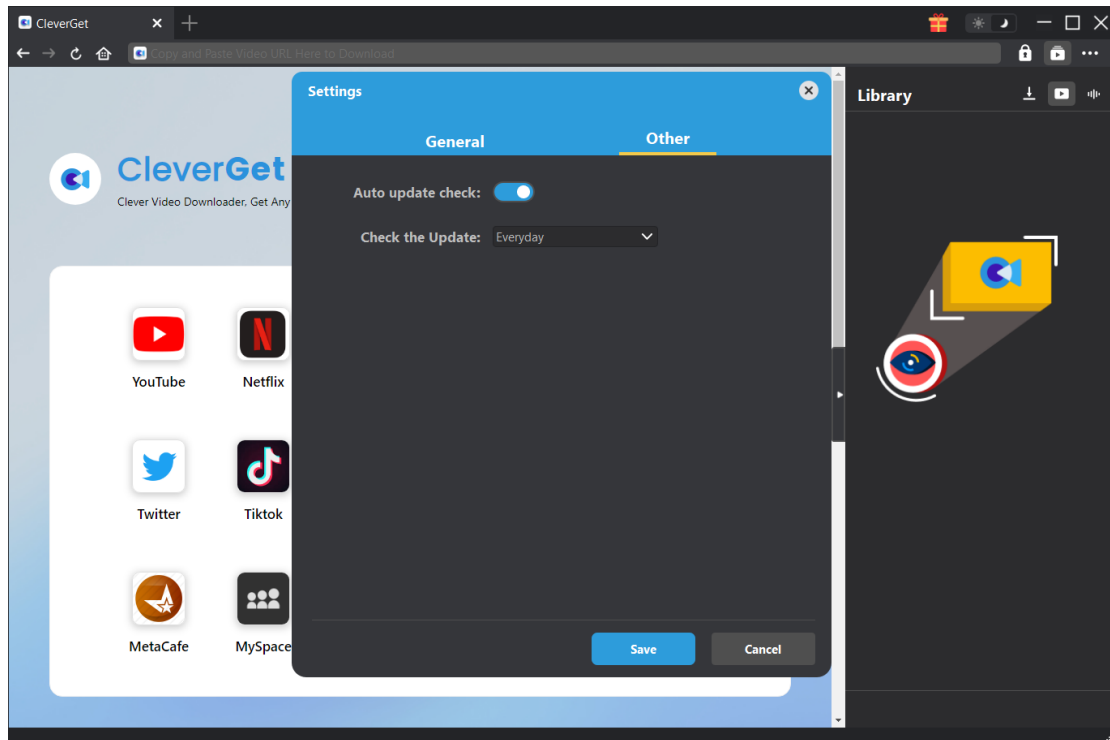 CleverGet
Copy and Paste Video URL Here to Download
Settings
General
Other
Library
CleverGet
Clever Video Downloader. Get Any
Auto update check:
Check the Update: Everyday
YouTube
Netflix
Twitter
Tiktok
MetaCafe
MySpace
Save
Cancel